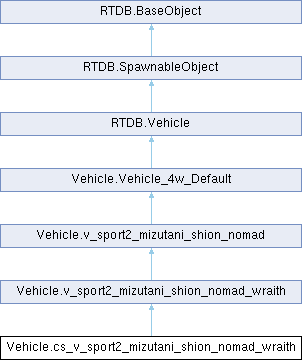 RTDB.BaseObject
RTDB.SpawnableObject
RTDB.Vehicle
Vehicle.Vehicle_4w_Default
Vehicle.v_sport2_mizutani_shion_nomad
Vehicle.v_sport2_mizutani_shion_nomad_wraith
Vehicle.cs_v_sport2_mizutani_shion_nomad_wraith